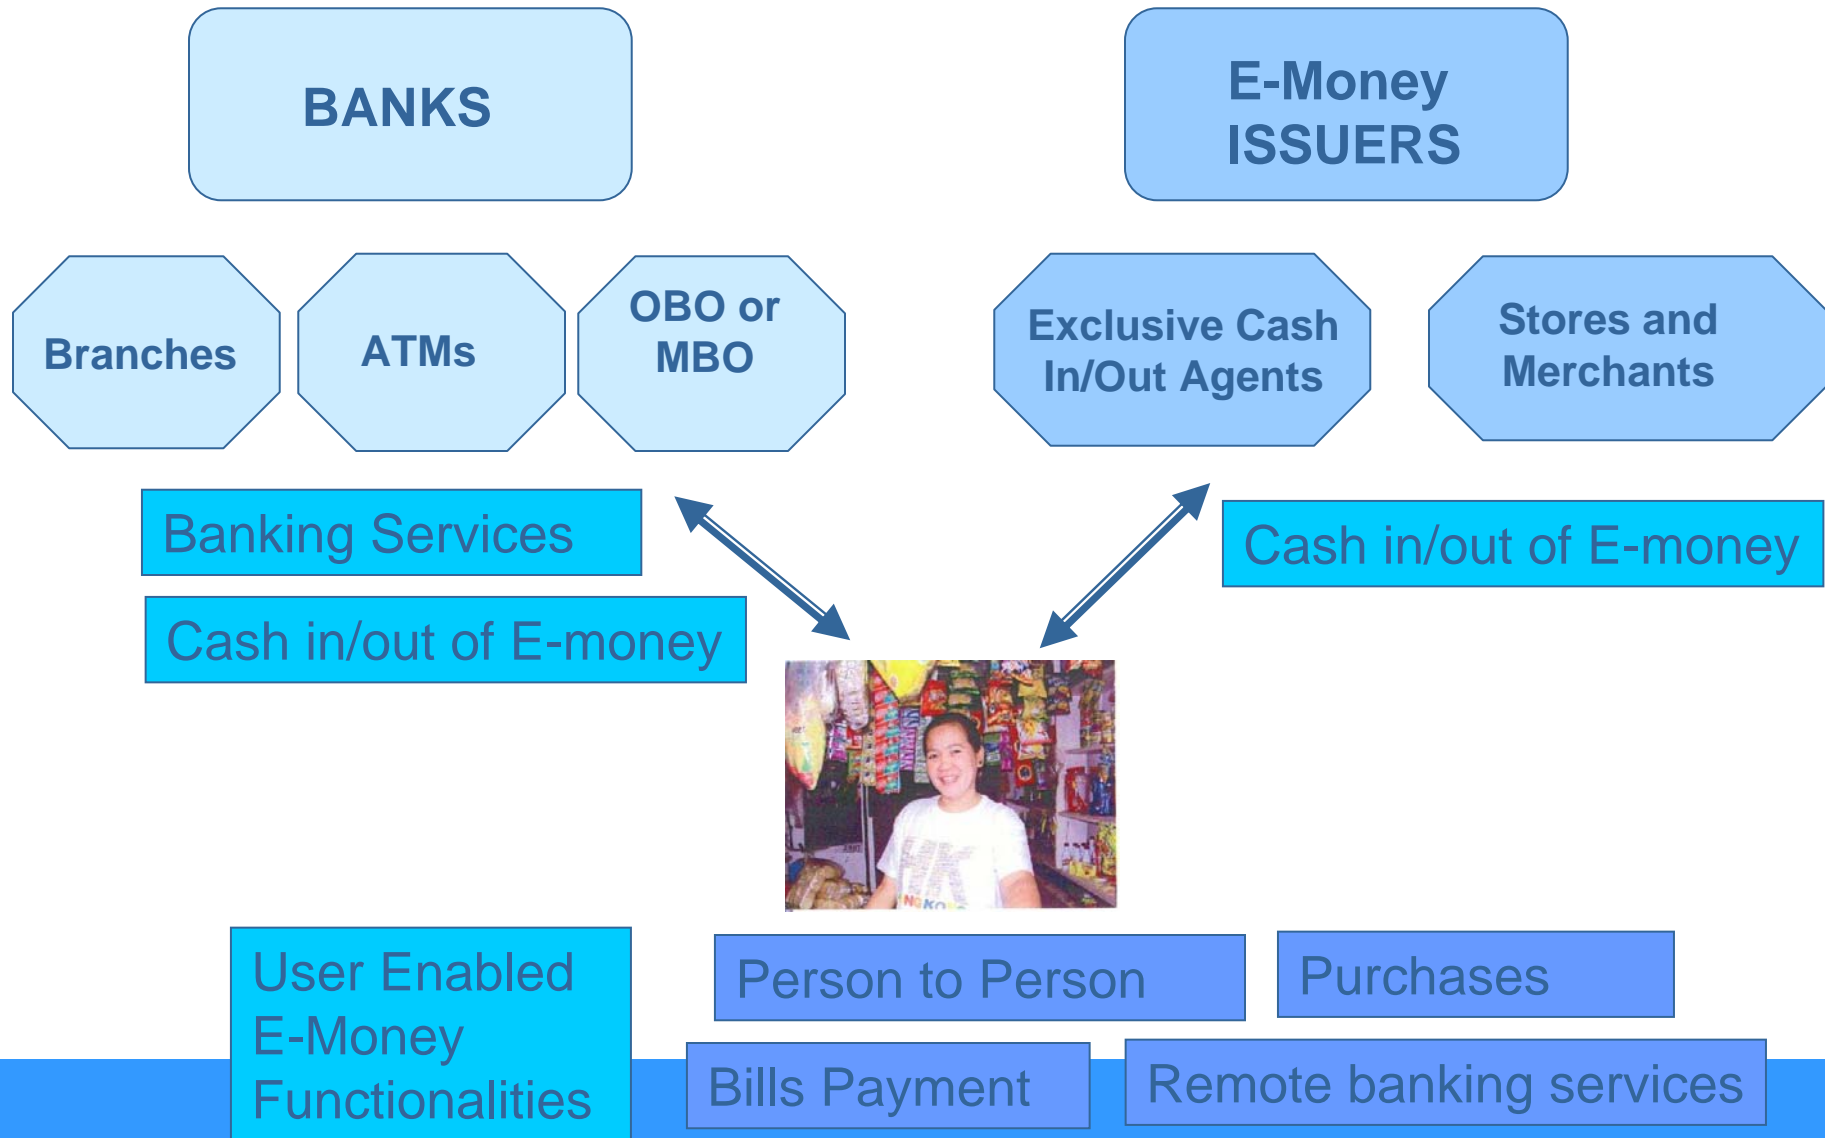 BANKS
E-Money
ISSUERS
Branches
ATMs
OBO or
MBO
Exclusive Cash
In/Out Agents
Stores and
Merchants
Banking Services
Cash in/out of E-money
Cash in/out of E-money
HK
User Enabled
E-Money
Functionalities
Person to Person
Purchases
Bills Payment
Remote banking services